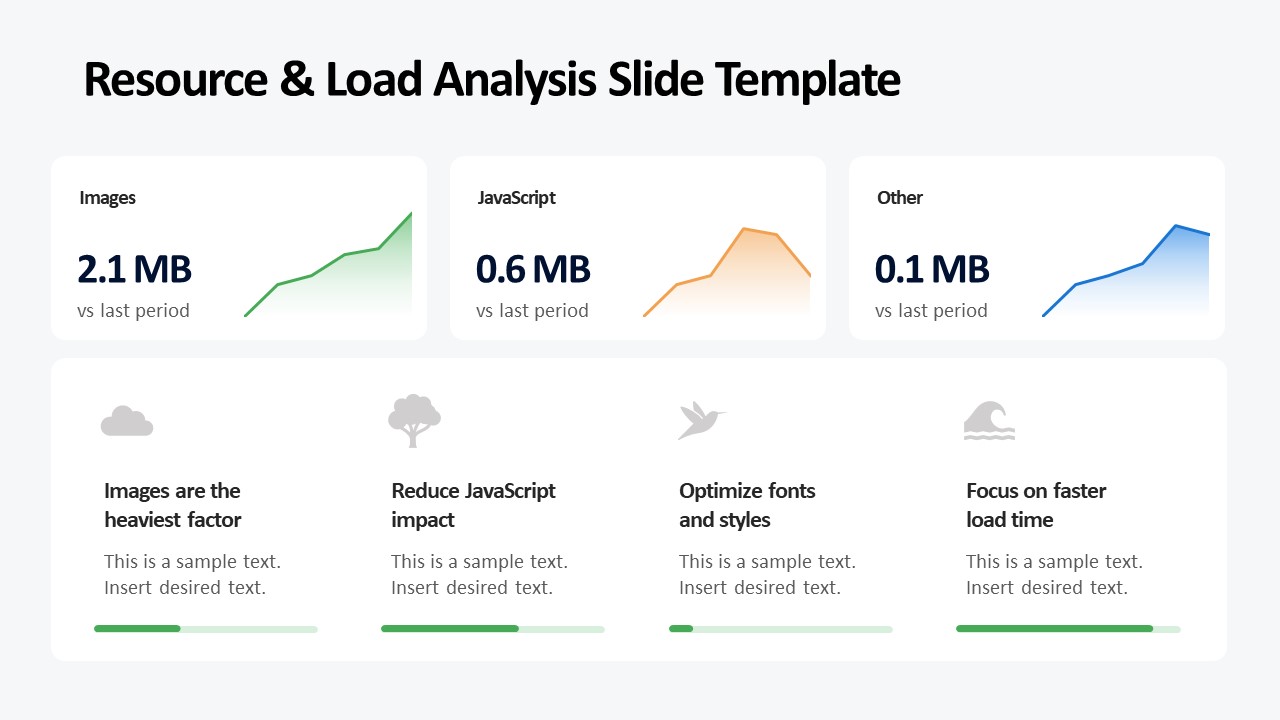 Resource & Load Analysis Slide Template
Images
2.1 MB
vs last period
JavaScript
0.6 MB
vs last period
Other
0.1 MB
vs last period
Images are the
heaviest factor
This is a sample text.
Insert desired text.
Reduce JavaScript
impact
This is a sample text.
Insert desired text.
Optimize fonts
and styles
This is a sample text.
Insert desired text.
Focus on faster
load time
This is a sample text.
Insert desired text.